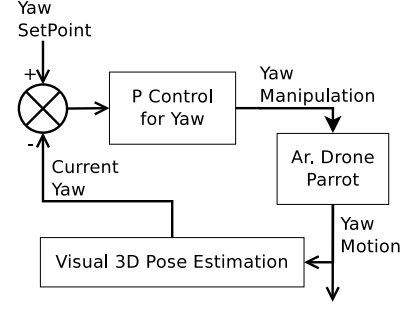 Yaw
SetPoint
+
P Control
for Yaw
Yaw
Manipulation
-
Current
Yaw
Ar. Drone
Parrot
Yaw
Motion
Visual 3D Pose Estimation